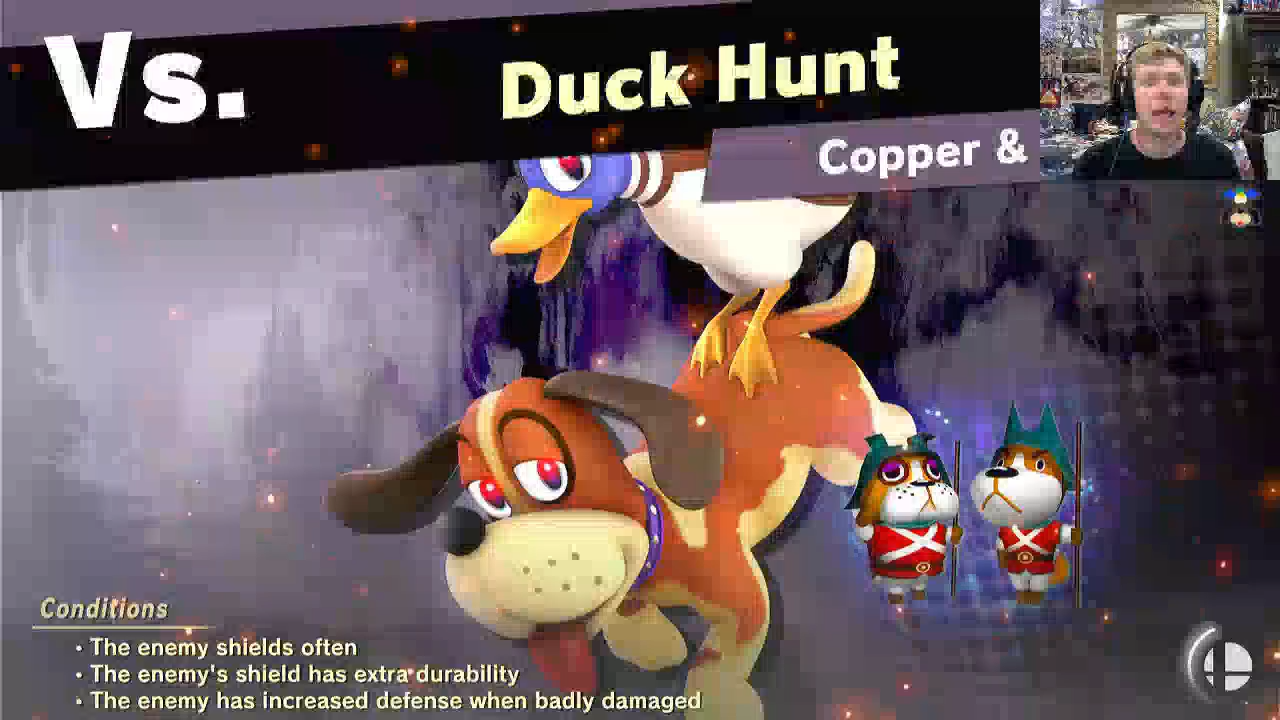 Vs.
Duck Hunt
Copper &
Conditions
• The enemy shields often
• The enemy's shield has extra durability
• The enemy has increased defense when badly damaged